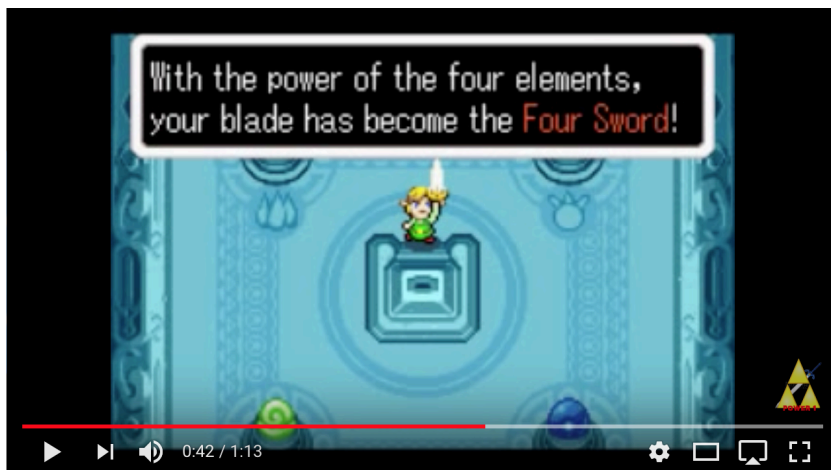 With the power of the four elements,
your blade has become the Four Sword!
0:42 / 1:13